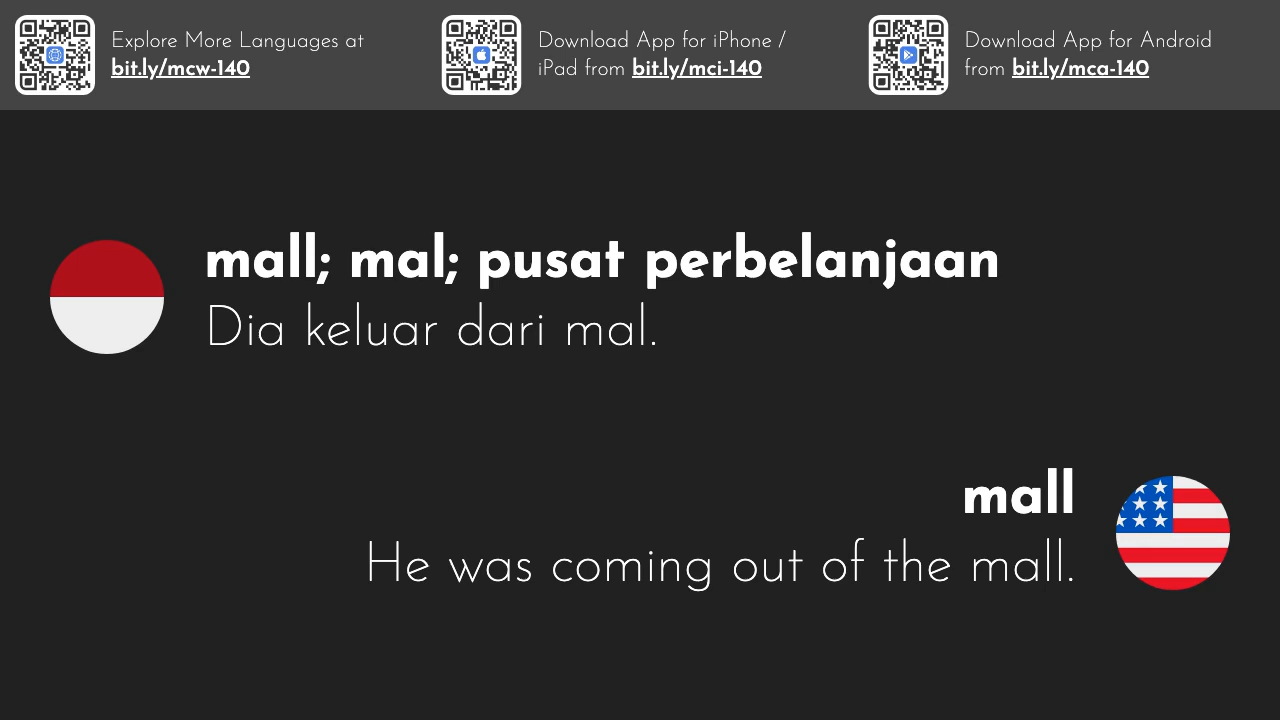 Explore More Languages at
bit.ly/mcw-140
Download App for iPhone /
iPad from bit.ly/mci-140
Download App for Android
from bit.ly/mca-140
mall; mal; pusat perbelanjaan
Dia keluar dari mal.
mall
He was coming out of the mall.